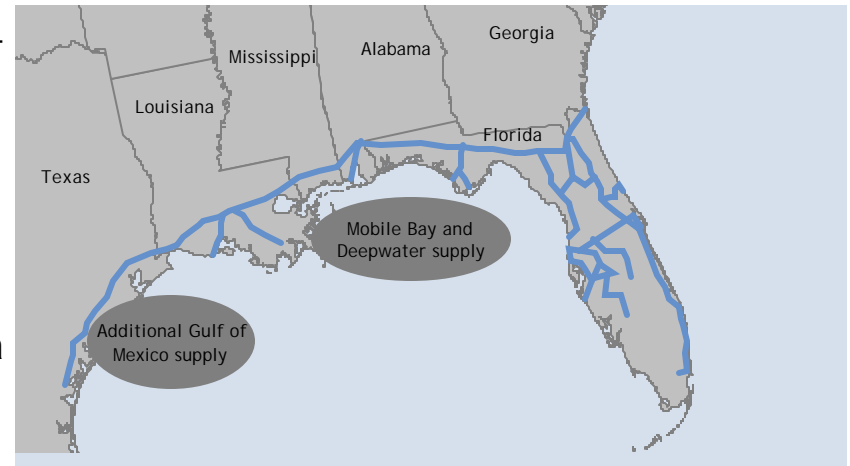 Georgia
Alabama
Mississippi
Louisiana
Florida
Texas
Mobile Bay and
Deepwater supply
Additional Gulf of
Mexico supply